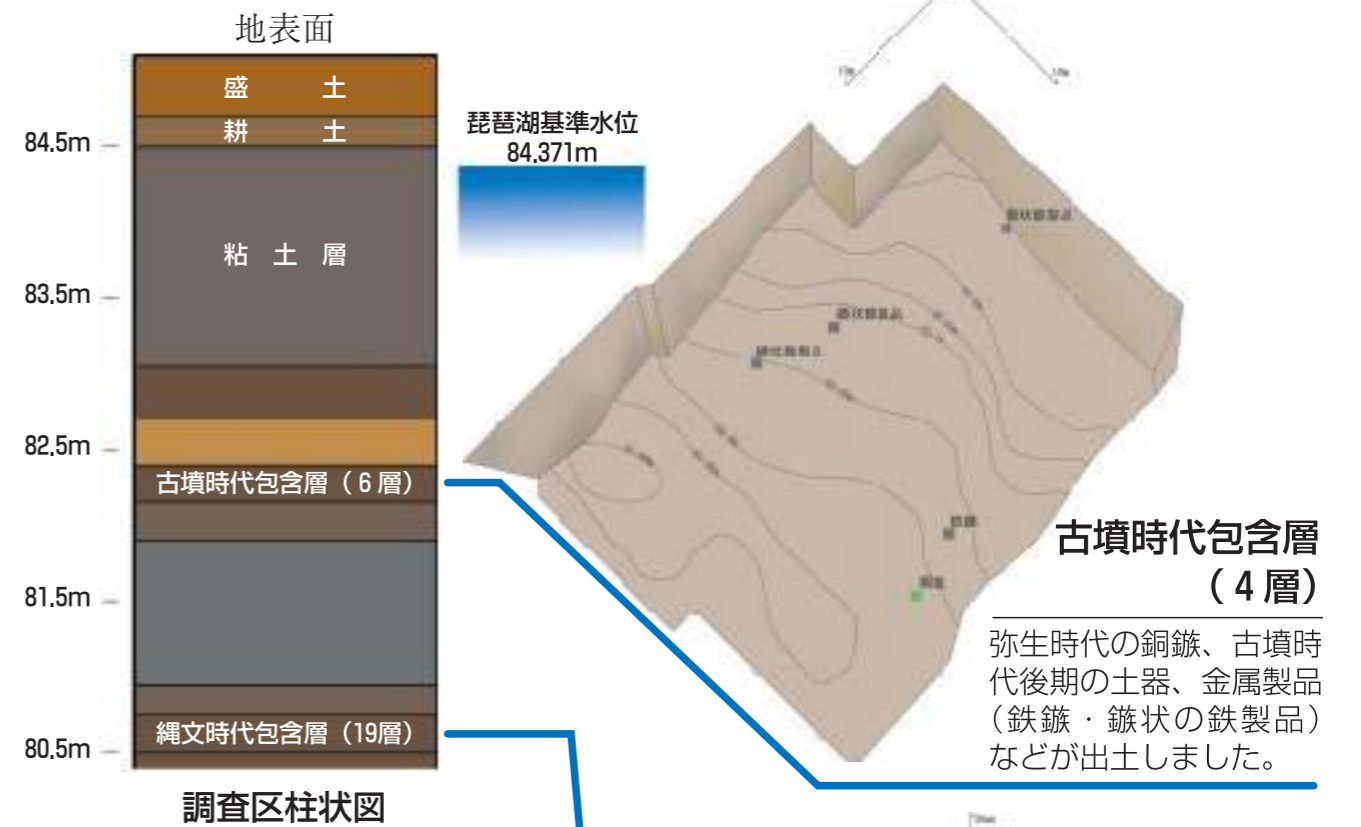 地表面
盛 土
耕 土
84.5m
琵琶湖基準水位
84.371m
粘 土 層
83.5m
82.5m
古墳時代包含層（6層）
81.5m
縄文時代包含層（19層）
80.5m
調査区柱状図
古墳時代包含層
（4層）
弥生時代の銅鏃、古墳時
代後期の土器、金属製品
（鉄鏃・鏃状の鉄製品）
などが出土しました。